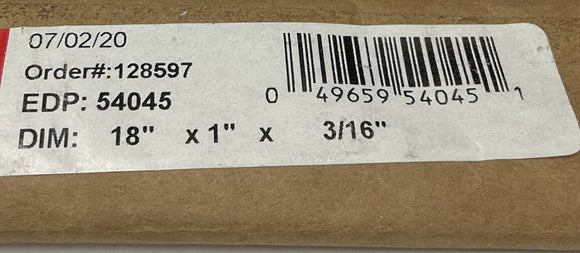 07/02/20
Order#:128597
EDP: 54045
DIM: 18" x 1" x 3/16"
0 49659 54045 1